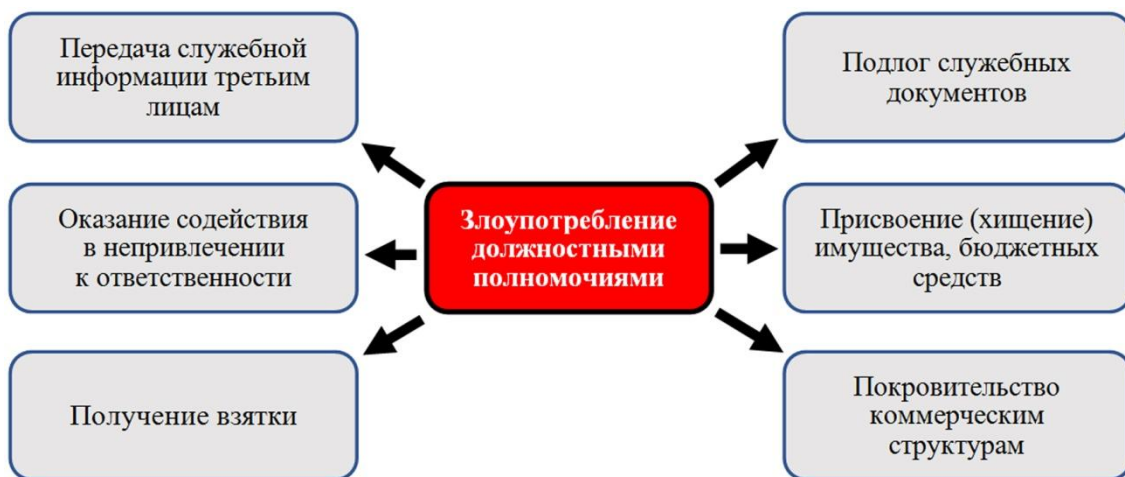 Передача служебной
информации третьим
лицам
Подлог служебных
документов
Оказание содействия
в непривлечении
к ответственности
Злоупотребление
должностными
полномочиями
Присвоение (хищение)
имущества, бюджетных
средств
Получение взятки
Покровительство
коммерческим
структурам